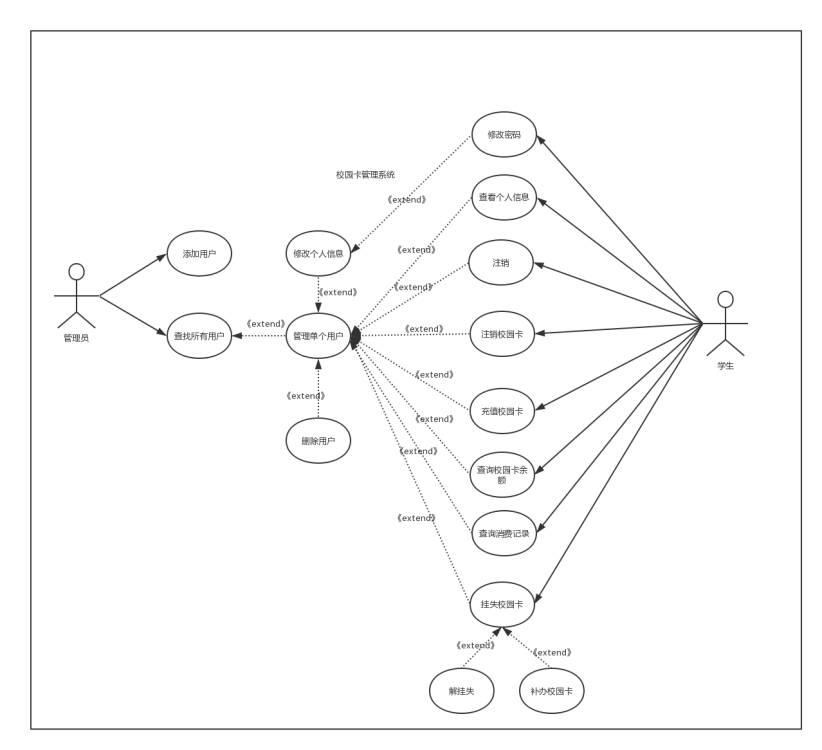 修改密码
校园卡管理系统
查看个人信息
《extend》
添加用户
修改个人信息
《extend》
注销
《extend》
《extend》
管理员
查找所有用户
《extend》
管理单个用户
《extend》
注销校园卡
学生
《extend》
《extend》
充值校园卡
《extend》
删除用户
《extend》
查询校园卡余
额
《extend》
查询消费记录
挂失校园卡
《extend》
《extend》
解挂失
补办校园卡